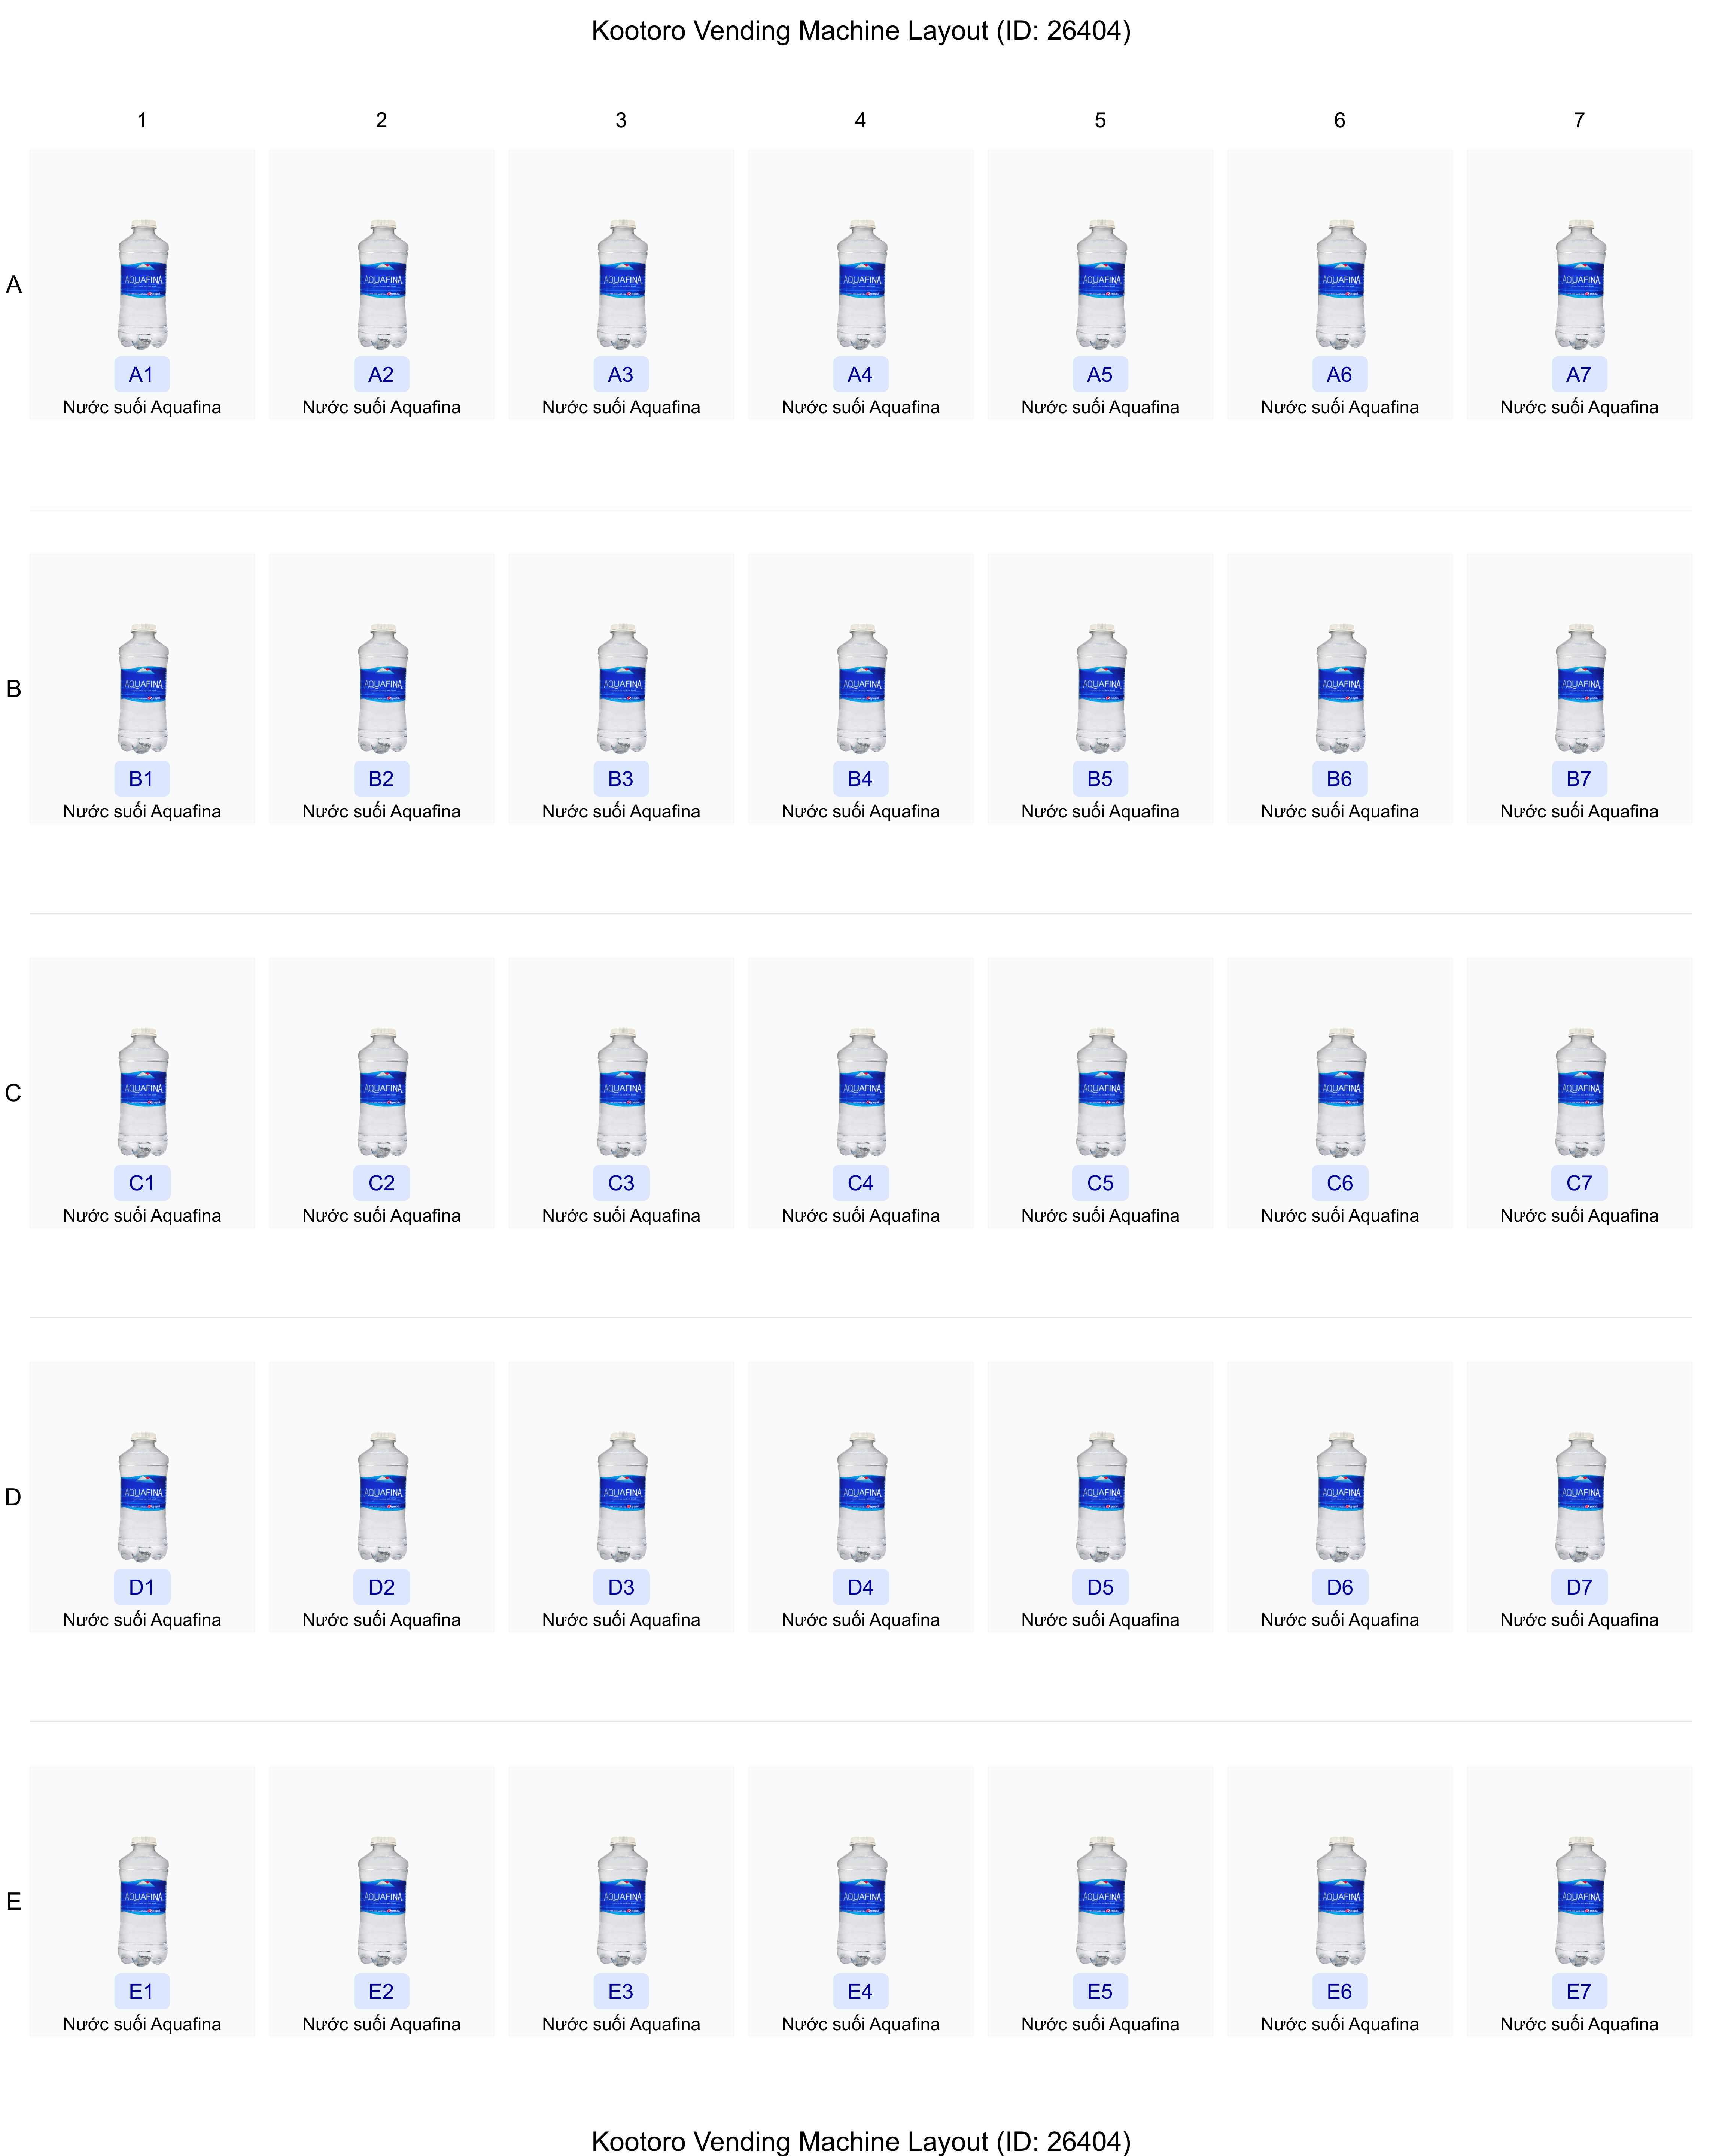 Kootoro Vending Machine Layout (ID: 26404)
1 2 3 4 5 6 7
A
AQUAFINA AQUAFINA AQUAFINA AQUAFINA AQUAFINA AQUAFINA AQUAFINA
A1 A2 A3 A4 A5 A6 A7
Nước suối Aquafina Nước suối Aquafina Nước suối Aquafina Nước suối Aquafina Nước suối Aquafina Nước suối Aquafina Nước suối Aquafina
B
AQUAFINA AQUAFINA AQUAFINA AQUAFINA AQUAFINA AQUAFINA AQUAFINA
B1 B2 B3 B4 B5 B6 B7
Nước suối Aquafina Nước suối Aquafina Nước suối Aquafina Nước suối Aquafina Nước suối Aquafina Nước suối Aquafina Nước suối Aquafina
C
AQUAFINA AQUAFINA AQUAFINA AQUAFINA AQUAFINA AQUAFINA AQUAFINA
C1 C2 C3 C4 C5 C6 C7
Nước suối Aquafina Nước suối Aquafina Nước suối Aquafina Nước suối Aquafina Nước suối Aquafina Nước suối Aquafina Nước suối Aquafina
D
AQUAFINA AQUAFINA AQUAFINA AQUAFINA AQUAFINA AQUAFINA AQUAFINA
D1 D2 D3 D4 D5 D6 D7
Nước suối Aquafina Nước suối Aquafina Nước suối Aquafina Nước suối Aquafina Nước suối Aquafina Nước suối Aquafina Nước suối Aquafina
E
AQUAFINA AQUAFINA AQUAFINA AQUAFINA AQUAFINA AQUAFINA AQUAFINA
E1 E2 E3 E4 E5 E6 E7
Nước suối Aquafina Nước suối Aquafina Nước suối Aquafina Nước suối Aquafina Nước suối Aquafina Nước suối Aquafina Nước suối Aquafina
Kootoro Vending Machine Layout (ID: 26404)